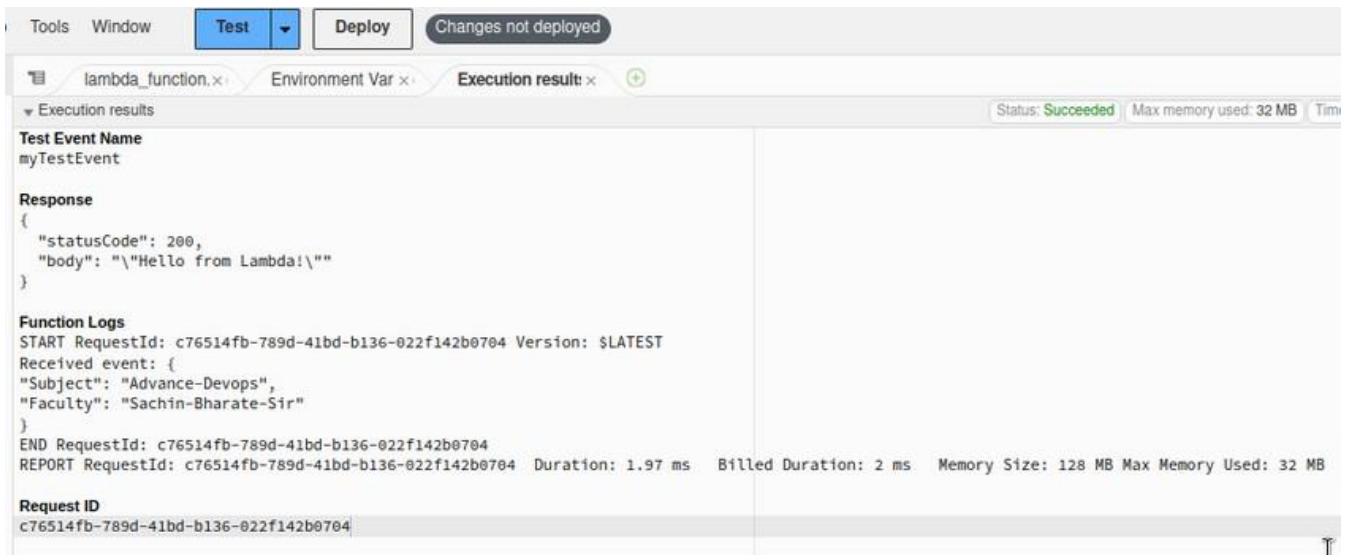 Tools Window Test Deploy Changes not deployed
lambda_function. Environment Var Execution results
Execution results Status: Succeeded Max memory used: 32 MB
Test Event Name
myTestEvent
Response
{
"statusCode": 200,
"body": "\"Hello from Lambda!\""
}
Function Logs
START RequestId: c76514fb-789d-41bd-b136-022f142b0704 Version: $LATEST
Received event: {
"Subject": "Advance-Devops",
"Faculty": "Sachin-Bharate-Sir"
}
END RequestId: c76514fb-789d-41bd-b136-022f142b0704
REPORT RequestId: c76514fb-789d-41bd-b136-022f142b0704 Duration: 1.97 ms Billed Duration: 2 ms Memory Size: 128 MB Max Memory Used: 32 MB
Request ID
c76514fb-789d-41bd-b136-022f142b0704